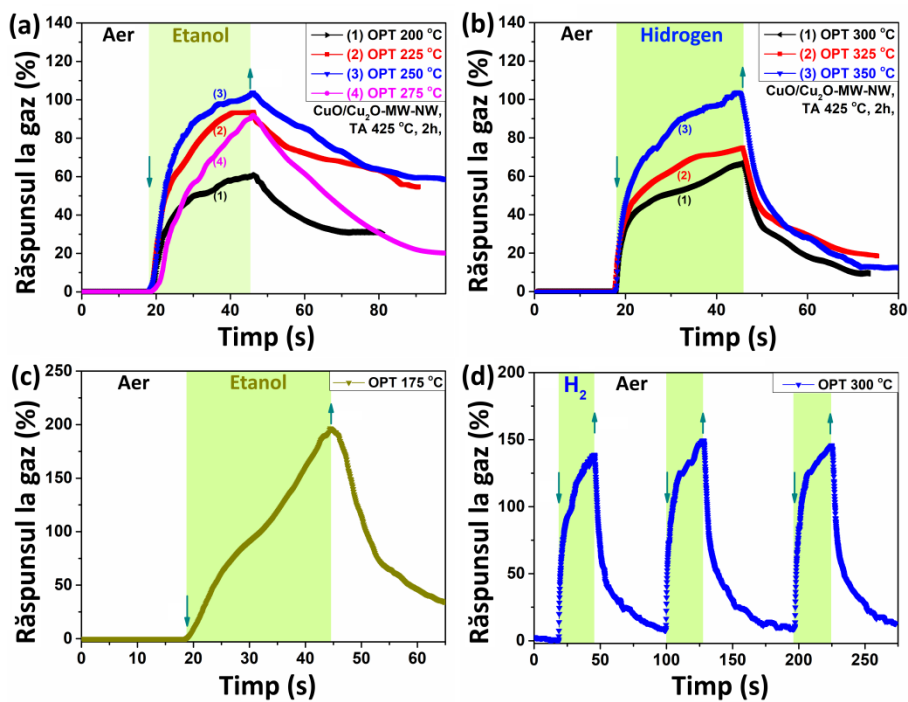 (a)
Aer
Etanol
(1) OPT 200 °C
(2) OPT 225 °C
(3) OPT 250 °C
(4) OPT 275 °C
CuO/Cu₂O-MW-NW,
TA 425 °C, 2h,
(3)
(2)
(4)
(1)
Răspunsul la gaz (%)
140
120
100
80
60
40
20
0
0 20 40 60 80
Timp (s)
(b)
Aer
Hidrogen
(1) OPT 300 °C
(2) OPT 325 °C
(3) OPT 350 °C
CuO/Cu₂O-MW-NW,
TA 425 °C, 2h,
(3)
(2)
(1)
Răspunsul la gaz (%)
140
120
100
80
60
40
20
0
0 10 20 30 40 50 60 70 80
Timp (s)
(c)
Aer
Etanol
OPT 175 °C
Răspunsul la gaz (%)
250
200
150
100
50
0
0 10 20 30 40 50 60
Timp (s)
(d)
H₂
Aer
OPT 300 °C
Răspunsul la gaz (%)
200
150
100
50
0
0 50 100 150 200 250
Timp (s)